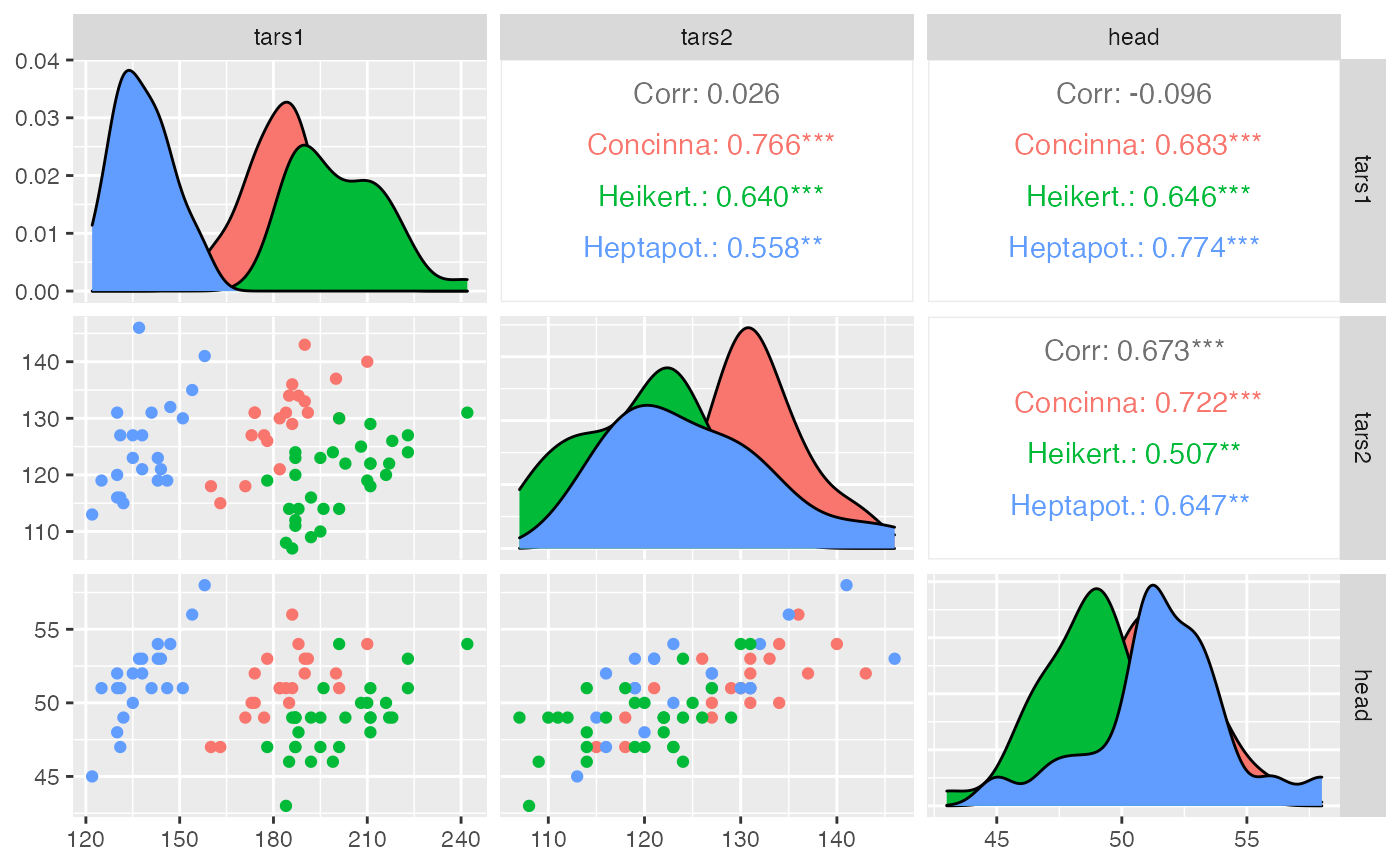 tars1 tars2 head
0.04
0.03
0.02
0.01
0.00
Corr: 0.026
Concinna: 0.766***
Heikert.: 0.640***
Heptapot.: 0.558**
Corr: -0.096
Concinna: 0.683***
Heikert.: 0.646***
Heptapot.: 0.774***
tars1
140
130
120
110
Corr: 0.673***
Concinna: 0.722***
Heikert.: 0.507**
Heptapot.: 0.647**
tars2
55
50
45
head
120 150 180 210 240
110 120 130 140
45 50 55